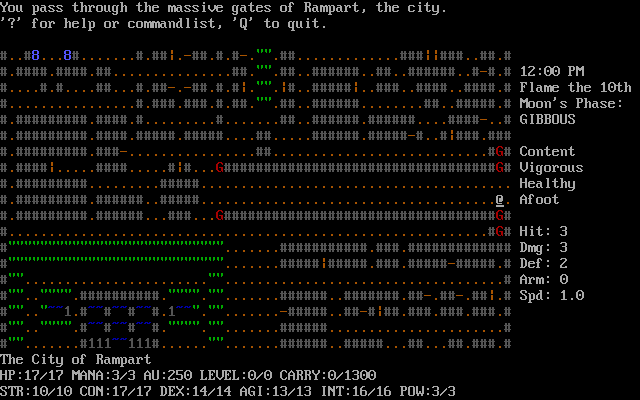 You pass through the massive gates of Rampart, the city.
'?' for help or commandlist, 'Q' to quit.
12:00 PM
Flame the 10th
Moon's Phase:
GIBBOUS
Content
Vigorous
Healthy
Afoot
Hit: 3
Dmg: 3
Def: 2
Arm: 0
Spd: 1.0
The City of Rampart
HP:17/17 MANA:3/3 AU:250 LEVEL:0/0 CARRY:0/1300
STR:10/10 CON:17/17 DEX:14/14 AGI:13/13 INT:16/16 POW:3/3